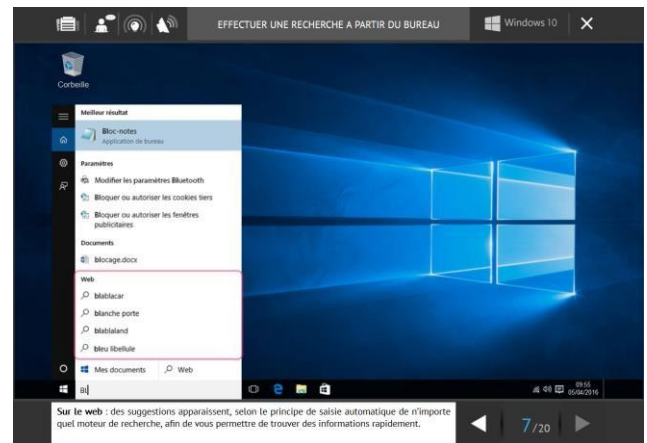 EFFECTUER UNE RECHERCHE A PARTIR DU BUREAU
Windows 10
Corbeille
Meilleur résultat
Bloc-notes
Application de bureau
Paramètres
Modifier les paramètres Bluetooth
Bloquer ou autoriser les cookies tiers
Bloquer ou autoriser les fenêtres
publicitaires
Documents
blocage.docx
Web
blablacar
blanche porte
blablaland
bleu libellule
Mes documents
Web
BL
09:55
05/04/2016
Sur le web : des suggestions apparaissent, selon le principe de saisie automatique de n'importe
quel moteur de recherche, afin de vous permettre de trouver des informations rapidement.
7/20